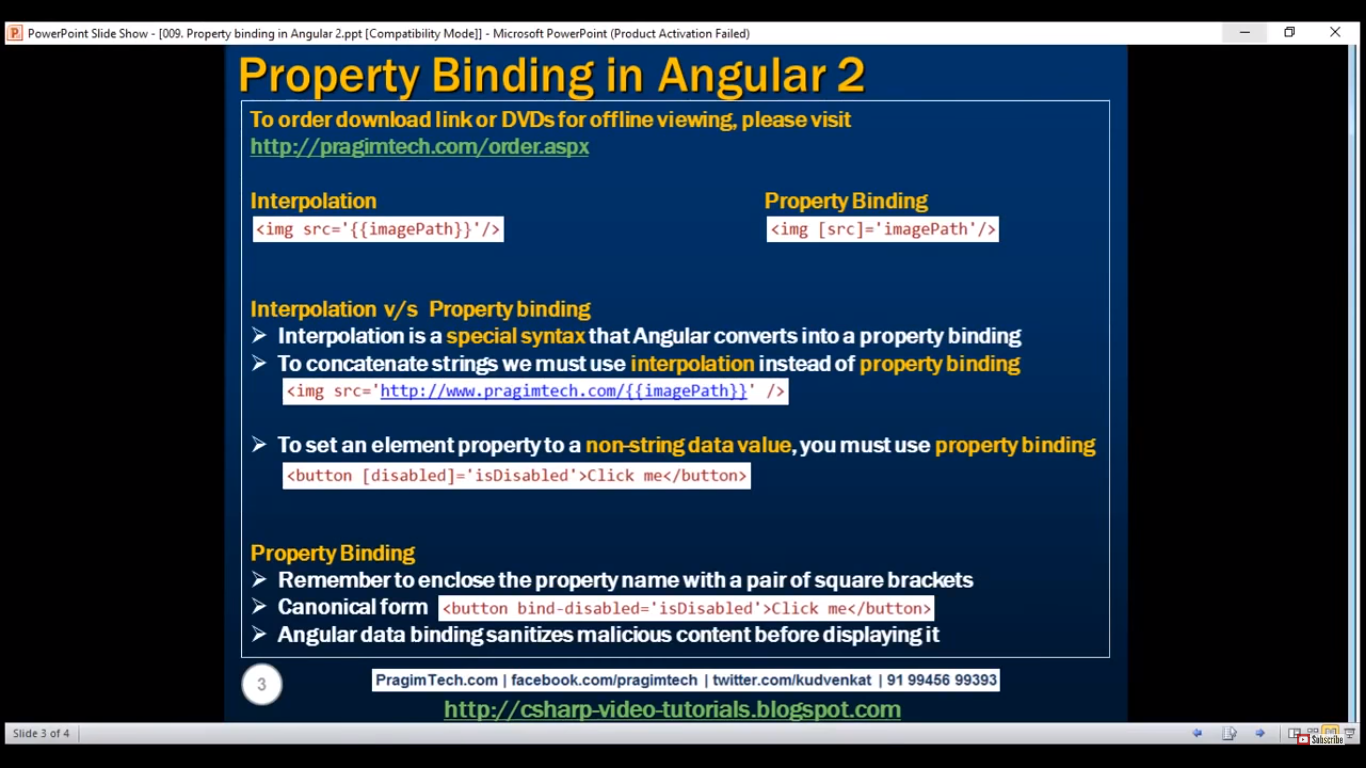 PowerPoint Slide Show - [009. Property binding in Angular 2.ppt [Compatibility Mode]] - Microsoft PowerPoint (Product Activation Failed)
Property Binding in Angular 2
To order download link or DVDs for offline viewing, please visit
http://pragimtech.com/order.aspx
Interpolation
<img src='{{imagePath}}'/>
Property Binding
<img [src]='imagePath'/>
Interpolation v/s Property binding
Interpolation is a special syntax that Angular converts into a property binding
To concatenate strings we must use interpolation instead of property binding
<img src='http://www.pragimtech.com/{{imagePath}}' />
To set an element property to a non-string data value, you must use property binding
<button [disabled]='isDisabled'>Click me</button>
Property Binding
Remember to enclose the property name with a pair of square brackets
Canonical form <button bind-disabled='isDisabled'>Click me</button>
Angular data binding sanitizes malicious content before displaying it
3
PragimTech.com | facebook.com/pragimtech | twitter.com/kudvenkat | 91 99456 99393
http://csharp-video-tutorials.blogspot.com
Slide 3 of 4
Subscribe